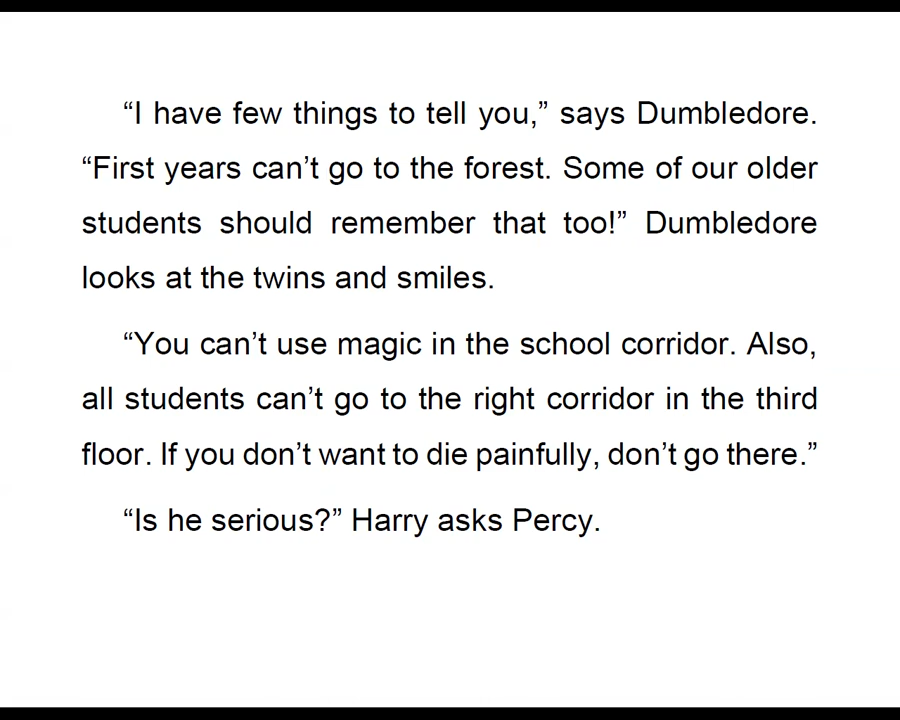 “I have few things to tell you,” says Dumbledore.
“First years can’t go to the forest. Some of our older
students should remember that too!” Dumbledore
looks at the twins and smiles.
“You can’t use magic in the school corridor. Also,
all students can’t go to the right corridor in the third
floor. If you don’t want to die painfully, don’t go there.”
“Is he serious?” Harry asks Percy.